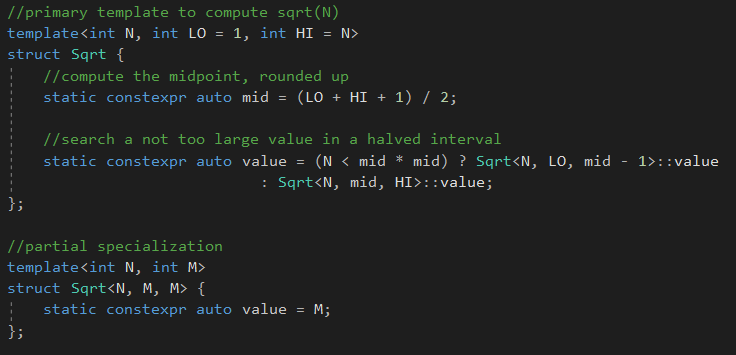 //primary template to compute sqrt(N)
template<int N, int LO = 1, int HI = N>
struct Sqrt {
    //compute the midpoint, rounded up
    static constexpr auto mid = (LO + HI + 1) / 2;

    //search a not too large value in a halved interval
    static constexpr auto value = (N < mid * mid) ? Sqrt<N, LO, mid - 1>::value
                            : Sqrt<N, mid, HI>::value;
};

//partial specialization
template<int N, int M>
struct Sqrt<N, M, M> {
    static constexpr auto value = M;
};